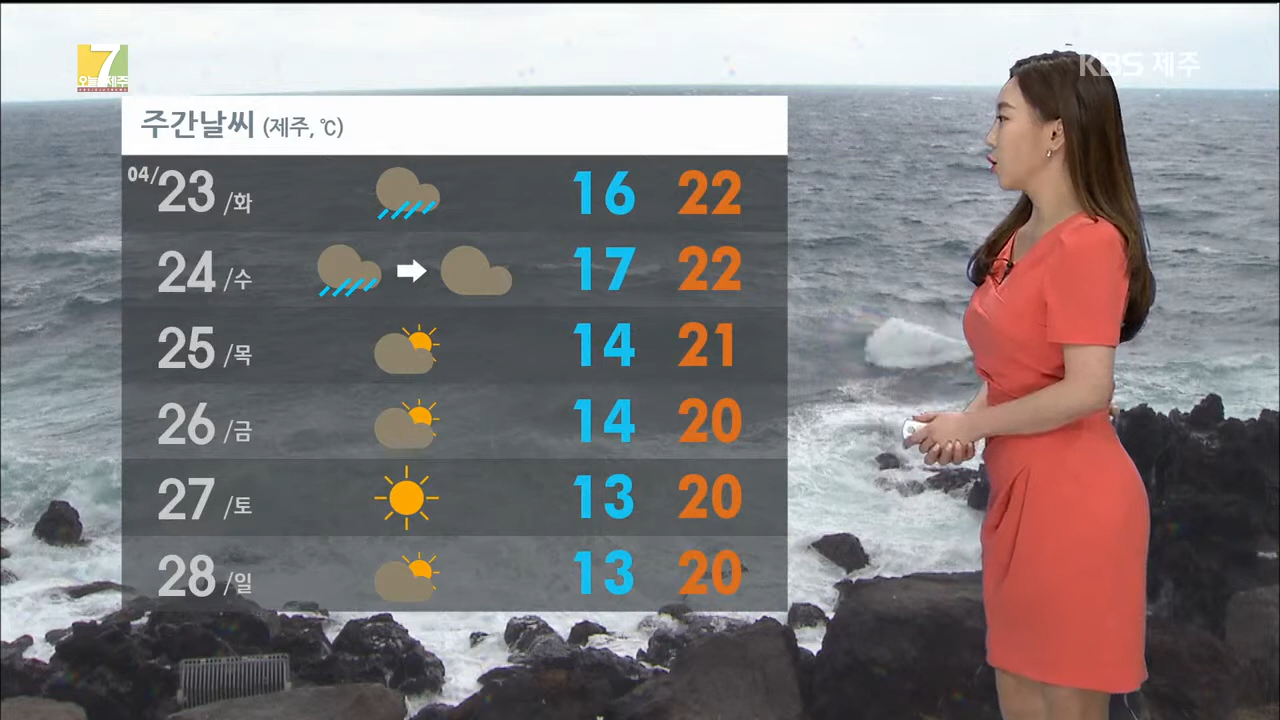 7
오늘 제주
KBS 제주
주간날씨 (제주, ℃)
04/23 /화 16 22
24 /수 17 22
25 /목 14 21
26 /금 14 20
27 /토 13 20
28 /일 13 20